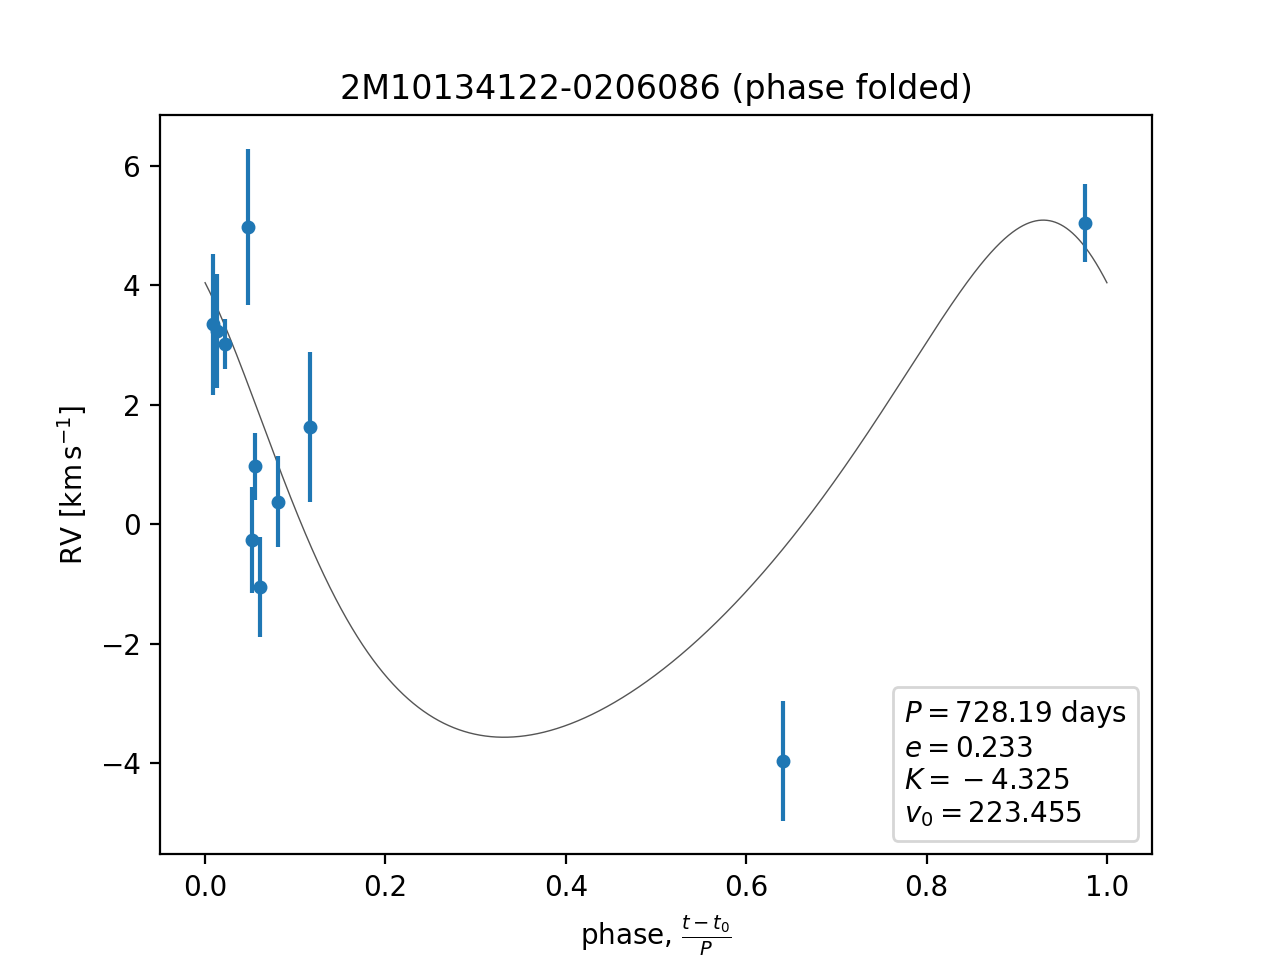 2M10134122-0206086 (phase folded)
RV [km s⁻¹]
6
4
2
0
−2
−4
P = 728.19 days
e = 0.233
K = −4.325
v₀ = 223.455
0.0 0.2 0.4 0.6 0.8 1.0
phase, (t − t₀)/P